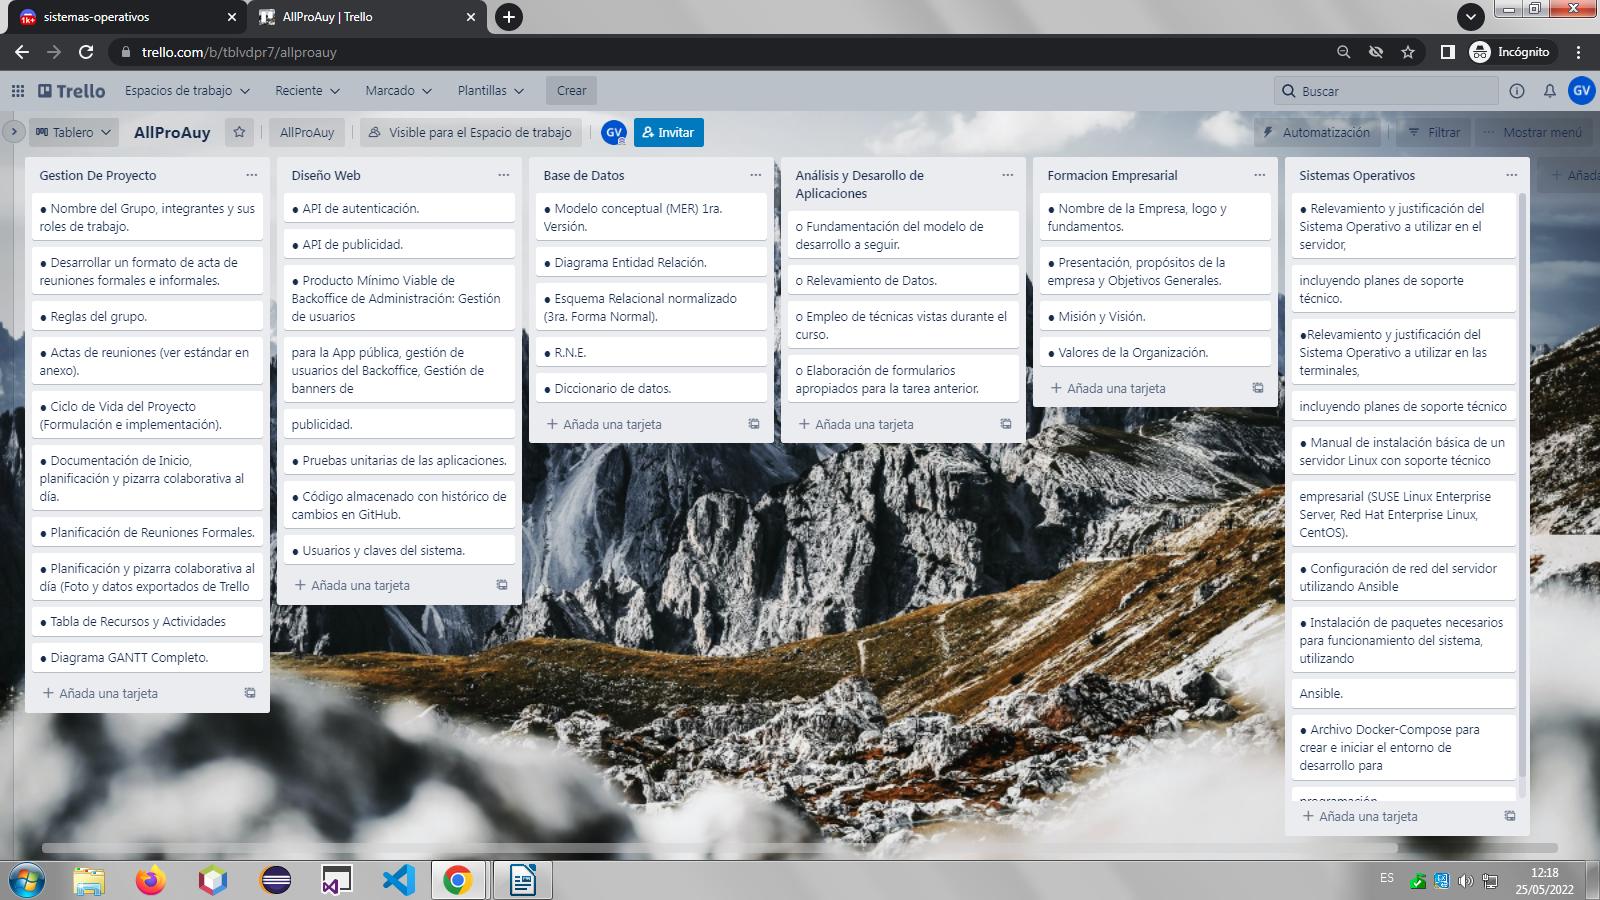 sistemas-operativos
AllProAuy | Trello
trello.com/b/tblvdpr7/allproauy
Incógnito
Trello
Espacios de trabajo
Reciente
Marcado
Plantillas
Crear
Buscar
GV
Tablero
AllProAuy
AllProAuy
Visible para el Espacio de trabajo
GV
Invitar
Automatización
Filtrar
Mostrar menú
Gestion De Proyecto
● Nombre del Grupo, integrantes y sus
roles de trabajo.
● Desarrollar un formato de acta de
reuniones formales e informales.
● Reglas del grupo.
● Actas de reuniones (ver estándar en
anexo).
● Ciclo de Vida del Proyecto
(Formulación e implementación).
● Documentación de Inicio,
planificación y pizarra colaborativa al
día.
● Planificación de Reuniones Formales.
● Planificación y pizarra colaborativa al
día (Foto y datos exportados de Trello
● Tabla de Recursos y Actividades
● Diagrama GANTT Completo.
+ Añada una tarjeta
Diseño Web
● API de autenticación.
● API de publicidad.
● Producto Mínimo Viable de
Backoffice de Administración: Gestión
de usuarios
para la App pública, gestión de
usuarios del Backoffice, Gestión de
banners de
publicidad.
● Pruebas unitarias de las aplicaciones.
● Código almacenado con histórico de
cambios en GitHub.
● Usuarios y claves del sistema.
+ Añada una tarjeta
Base de Datos
● Modelo conceptual (MER) 1ra.
Versión.
● Diagrama Entidad Relación.
● Esquema Relacional normalizado
(3ra. Forma Normal).
● R.N.E.
● Diccionario de datos.
+ Añada una tarjeta
Análisis y Desarollo de
Aplicaciones
o Fundamentación del modelo de
desarrollo a seguir.
o Relevamiento de Datos.
o Empleo de técnicas vistas durante el
curso.
o Elaboración de formularios
apropiados para la tarea anterior.
+ Añada una tarjeta
Formacion Empresarial
● Nombre de la Empresa, logo y
fundamentos.
● Presentación, propósitos de la
empresa y Objetivos Generales.
● Misión y Visión.
● Valores de la Organización.
+ Añada una tarjeta
Sistemas Operativos
● Relevamiento y justificación del
Sistema Operativo a utilizar en el
servidor,
incluyendo planes de soporte
técnico.
●Relevamiento y justificación del
Sistema Operativo a utilizar en las
terminales,
incluyendo planes de soporte técnico
● Manual de instalación básica de un
servidor Linux con soporte técnico
empresarial (SUSE Linux Enterprise
Server, Red Hat Enterprise Linux,
CentOS).
● Configuración de red del servidor
utilizando Ansible
● Instalación de paquetes necesarios
para funcionamiento del sistema,
utilizando
Ansible.
● Archivo Docker-Compose para
crear e iniciar el entorno de
desarrollo para
programación
+ Añada una tarjeta
+ Añada
ES
12:18
25/05/2022